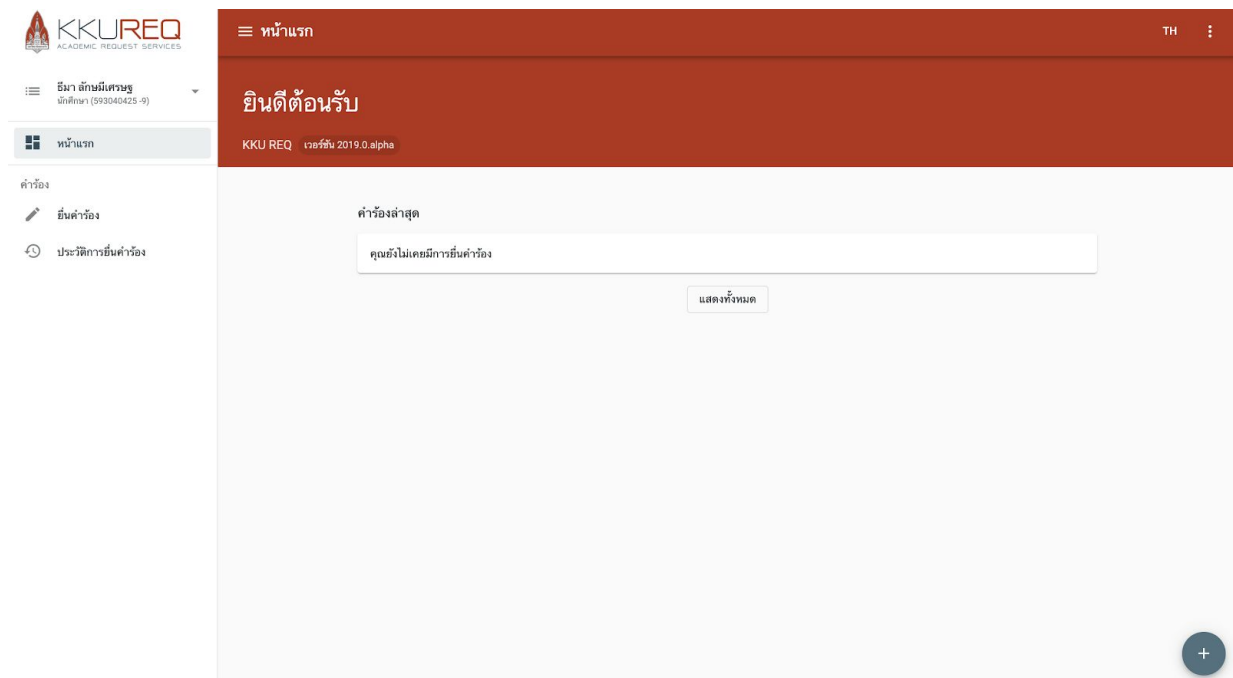 KKUREQ
ACADEMIC REQUEST SERVICES
ธีมา ลักษมีเศรษฐ
นักศึกษา (593040425 -9)
หน้าแรก
คำร้อง
ยื่นคำร้อง
ประวัติการยื่นคำร้อง
หน้าแรก
TH
ยินดีต้อนรับ
KKU REQ เวอร์ชัน 2019.0.alpha
คำร้องล่าสุด
คุณยังไม่เคยมีการยื่นคำร้อง
แสดงทั้งหมด